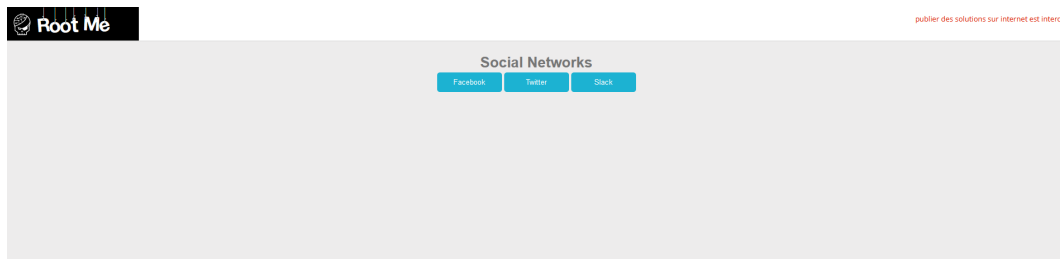 Root Me
publier des solutions sur internet est interd
Social Networks
Facebook Twitter Slack